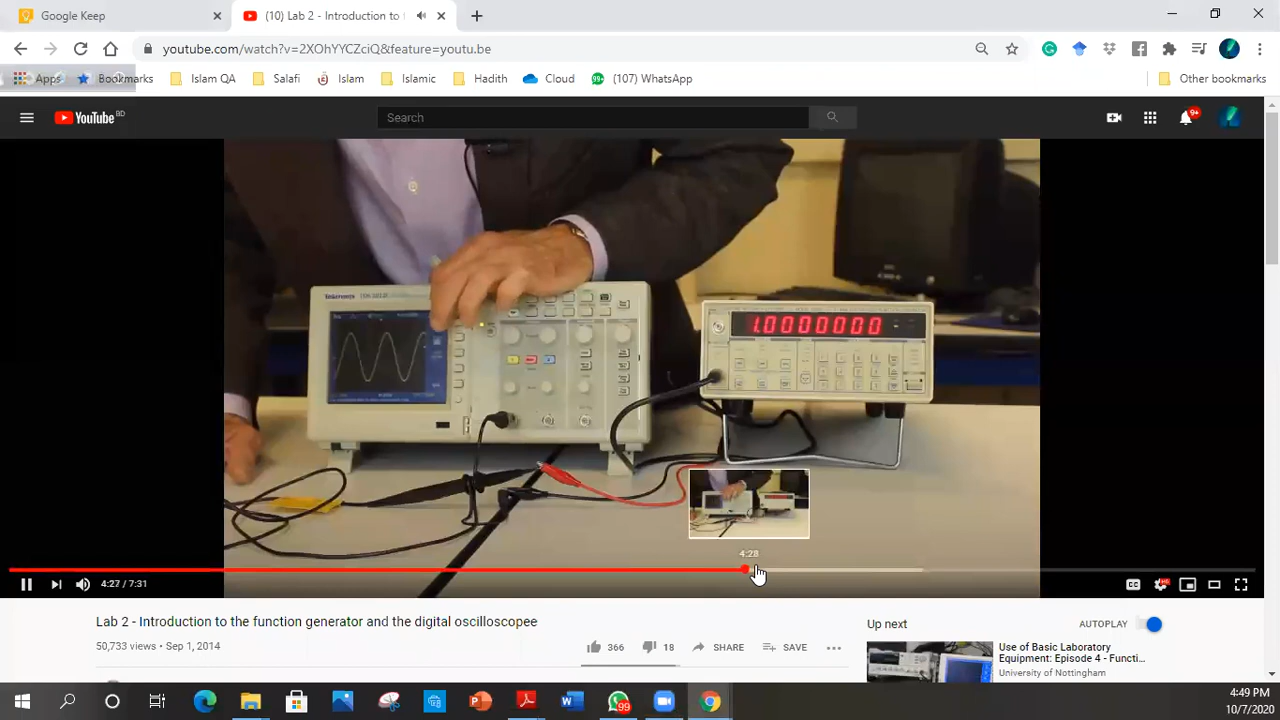 Google Keep
(10) Lab 2 - Introduction to
youtube.com/watch?v=2XOhYYCZciQ&feature=youtu.be
Apps
Bookmarks
Islam QA
Salafi
Islam
Islamic
Hadith
Cloud
99+
(107) WhatsApp
Other bookmarks
YouTube BD
Search
9+
Tektronix
1.0000000
4:28
4:27 / 7:31
HD
Lab 2 - Introduction to the function generator and the digital oscilloscopee
50,733 views • Sep 1, 2014
366
18
SHARE
SAVE
Up next
AUTOPLAY
Use of Basic Laboratory
Equipment: Episode 4 - Functi...
University of Nottingham
99
4:49 PM
10/7/2020